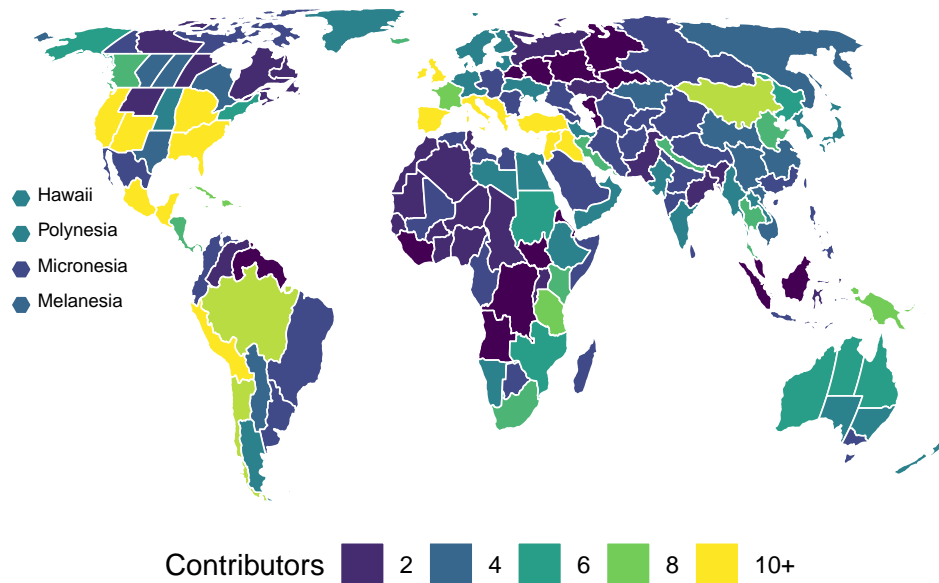 Hawaii
Polynesia
Micronesia
Melanesia
Contributors 2 4 6 8 10+